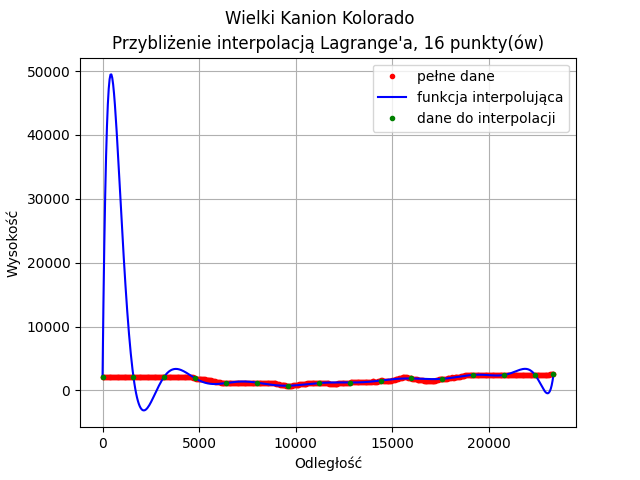 Wielki Kanion Kolorado
Przybliżenie interpolacją Lagrange'a, 16 punkty(ów)
pełne dane
funkcja interpolująca
dane do interpolacji
Wysokość
50000
40000
30000
20000
10000
0
0
5000
10000
15000
20000
Odległość